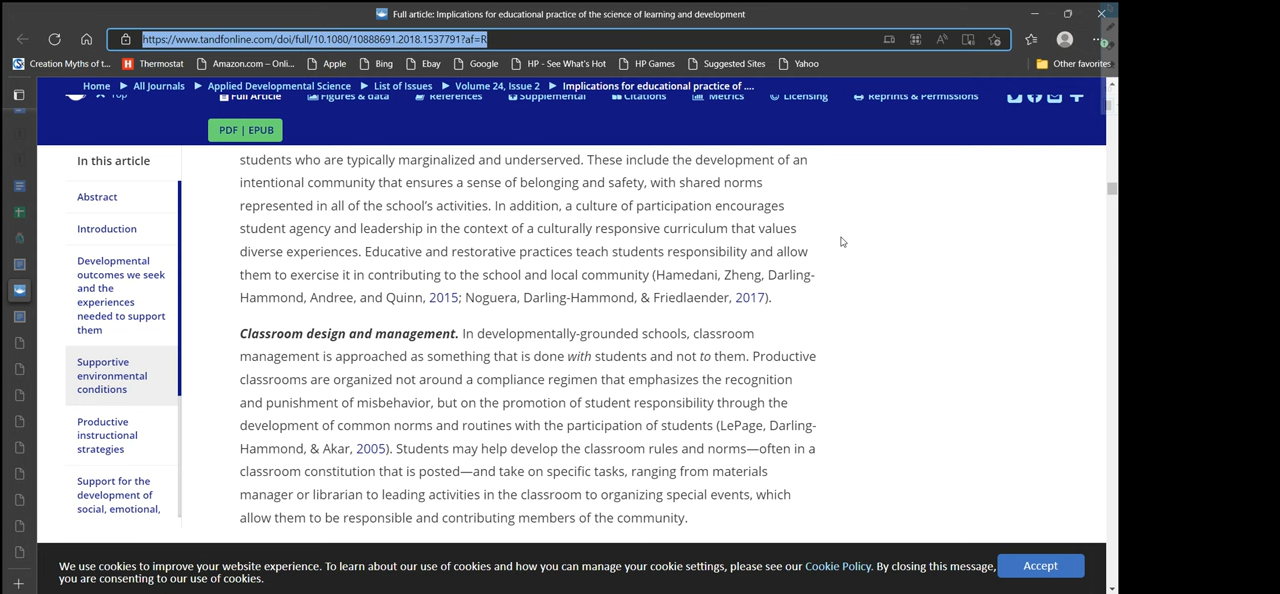 Full article: Implications for educational practice of the science of learning and development
https://www.tandfonline.com/doi/full/10.1080/10888691.2018.1537791?af=R
Creation Myths of t...
Thermostat
Amazon.com – Onli...
Apple
Bing
Ebay
Google
HP - See What's Hot
HP Games
Suggested Sites
Yahoo
Other favorites
Home ▶ All Journals ▶ Applied Developmental Science ▶ List of Issues ▶ Volume 24, Issue 2 ▶ Implications for educational practice of ....
Top
Full Article
Figures & data
References
Supplemental
Citations
Metrics
Licensing
Reprints & Permissions
PDF | EPUB
In this article
Abstract
Introduction
Developmental
outcomes we seek
and the
experiences
needed to support
them
Supportive
environmental
conditions
Productive
instructional
strategies
Support for the
development of
social, emotional,
students who are typically marginalized and underserved. These include the development of an
intentional community that ensures a sense of belonging and safety, with shared norms
represented in all of the school's activities. In addition, a culture of participation encourages
student agency and leadership in the context of a culturally responsive curriculum that values
diverse experiences. Educative and restorative practices teach students responsibility and allow
them to exercise it in contributing to the school and local community (Hamedani, Zheng, Darling-
Hammond, Andree, and Quinn, 2015; Noguera, Darling-Hammond, & Friedlaender, 2017).
Classroom design and management. In developmentally-grounded schools, classroom
management is approached as something that is done with students and not to them. Productive
classrooms are organized not around a compliance regimen that emphasizes the recognition
and punishment of misbehavior, but on the promotion of student responsibility through the
development of common norms and routines with the participation of students (LePage, Darling-
Hammond, & Akar, 2005). Students may help develop the classroom rules and norms—often in a
classroom constitution that is posted—and take on specific tasks, ranging from materials
manager or librarian to leading activities in the classroom to organizing special events, which
allow them to be responsible and contributing members of the community.
We use cookies to improve your website experience. To learn about our use of cookies and how you can manage your cookie settings, please see our Cookie Policy. By closing this message,
you are consenting to our use of cookies.
Accept